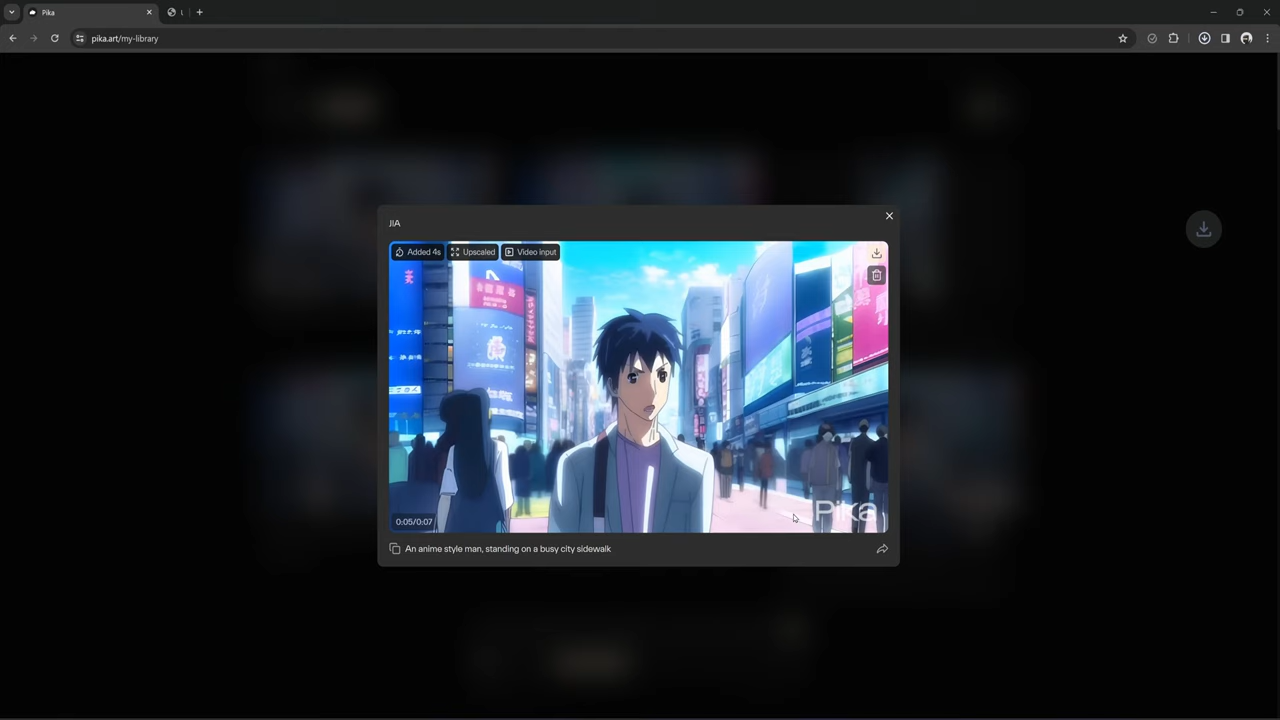 Pika
pika.art/my-library
JIA
Added 4s
Upscaled
Video input
0:05/0:07
Pika
An anime style man, standing on a busy city sidewalk